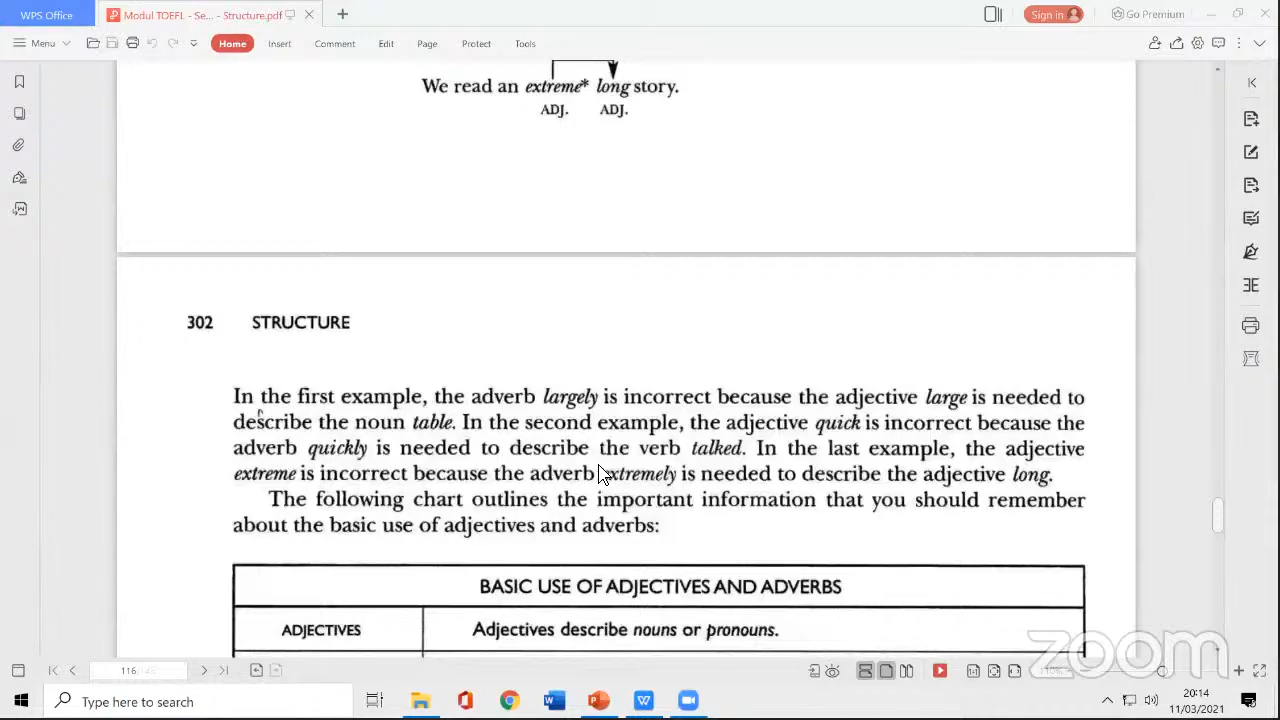 WPS Office
Modul TOEFL - Se... - Structure.pdf
Sign in
Go Premium
Menu
Home
Insert
Comment
Edit
Page
Protect
Tools
We read an extreme* long story.
ADJ. ADJ.
302 STRUCTURE
In the first example, the adverb largely is incorrect because the adjective large is needed to
describe the noun table. In the second example, the adjective quick is incorrect because the
adverb quickly is needed to describe the verb talked. In the last example, the adjective
extreme is incorrect because the adverb extremely is needed to describe the adjective long.
The following chart outlines the important information that you should remember
about the basic use of adjectives and adverbs:
BASIC USE OF ADJECTIVES AND ADVERBS
ADJECTIVES Adjectives describe nouns or pronouns.
zoom
116
Type here to search
20:14
11/03/2021